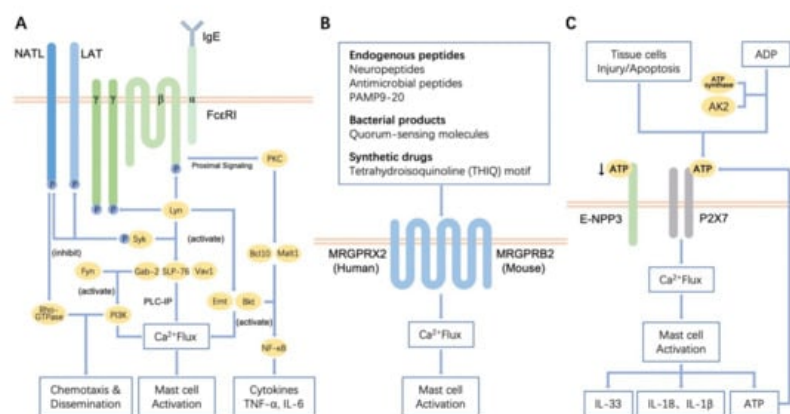 A
IgE
NATL
LAT
γ
γ
β
α
FcεRI
P
Proximal Signaling
PKC
P
P
P
P
Lyn
P
Syk
(inhibit)
(activate)
Bcl10
Malt1
Fyn
Gab-2
SLP-76
Vav1
(activate)
PLC-IP
Emt
Bkt
(activate)
Rho-
GTPase
PI3K
Ca²⁺Flux
NF-κB
Chemotaxis &
Dissemination
Mast cell
Activation
Cytokines
TNF-α, IL-6
B
Endogenous peptides
Neuropeptides
Antimicrobial peptides
PAMP9-20
Bacterial products
Quorum-sensing molecules
Synthetic drugs
Tetrahydroisoquinoline (THIQ) motif
MRGPRX2
(Human)
MRGPRB2
(Mouse)
Ca²⁺Flux
Mast cell
Activation
C
Tissue cells
Injury/Apoptosis
ADP
ATP
synthase
AK2
↓ ATP
ATP
E-NPP3
P2X7
Ca²⁺Flux
Mast cell
Activation
IL-33
IL-18、IL-1β
ATP